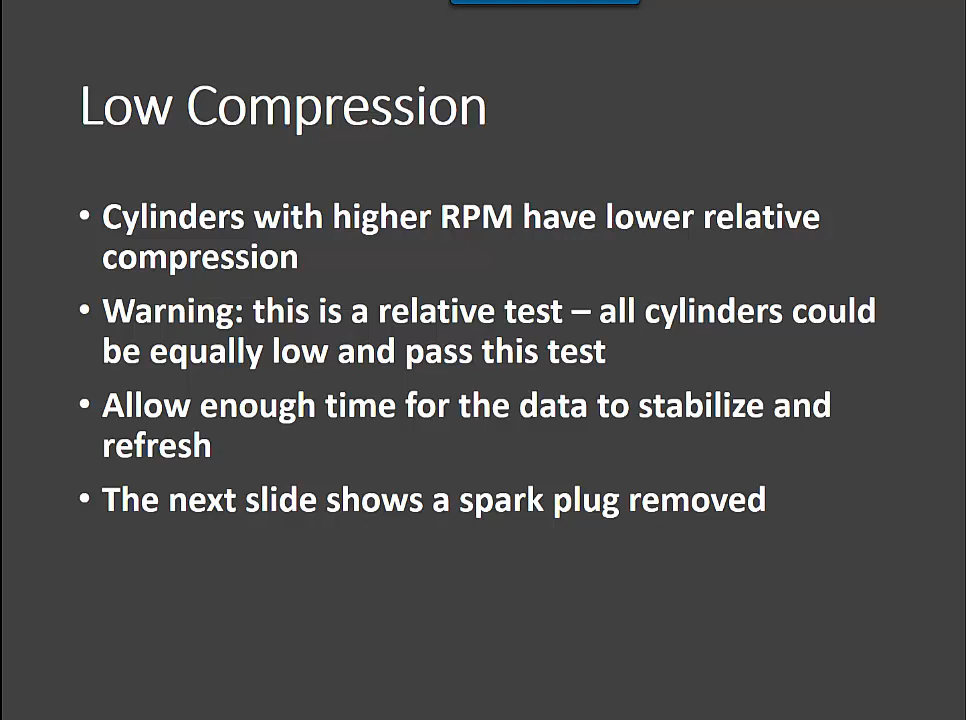 Low Compression
• Cylinders with higher RPM have lower relative
compression
• Warning: this is a relative test – all cylinders could
be equally low and pass this test
• Allow enough time for the data to stabilize and
refresh
• The next slide shows a spark plug removed